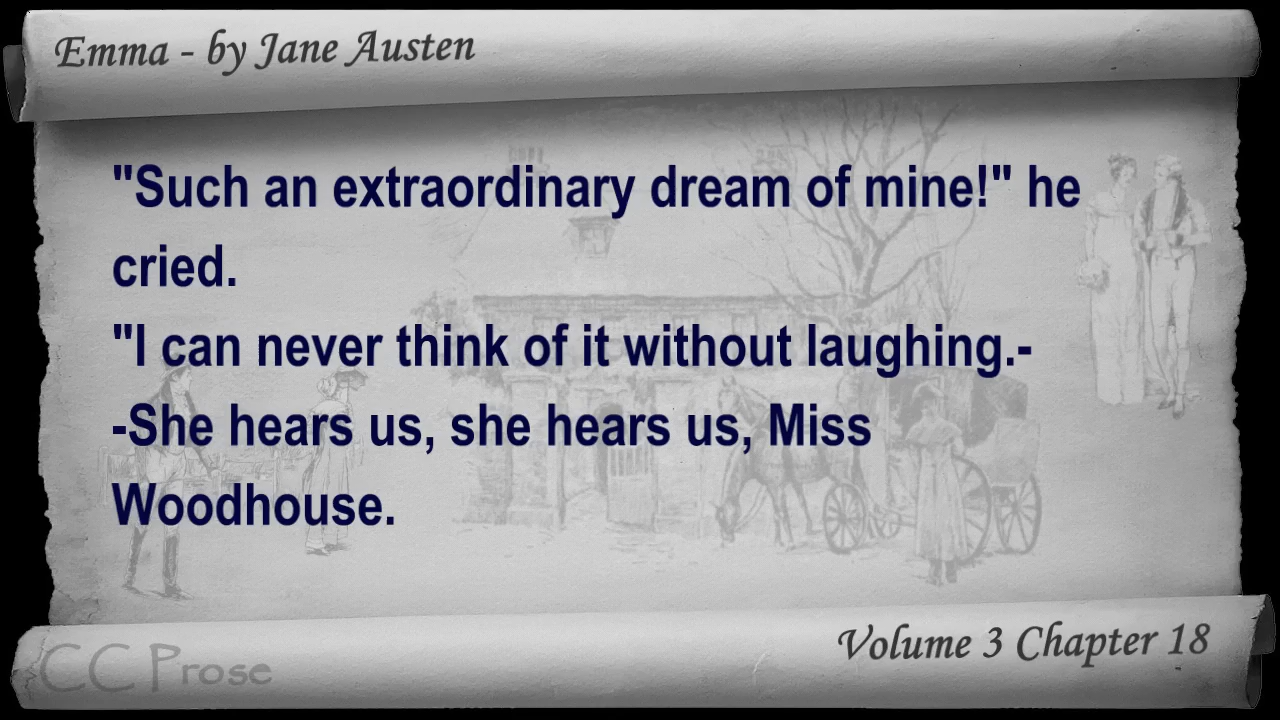 Emma - by Jane Austen
"Such an extraordinary dream of mine!" he
cried.
"I can never think of it without laughing.-
-She hears us, she hears us, Miss
Woodhouse.
Volume 3 Chapter 18
CC Prose